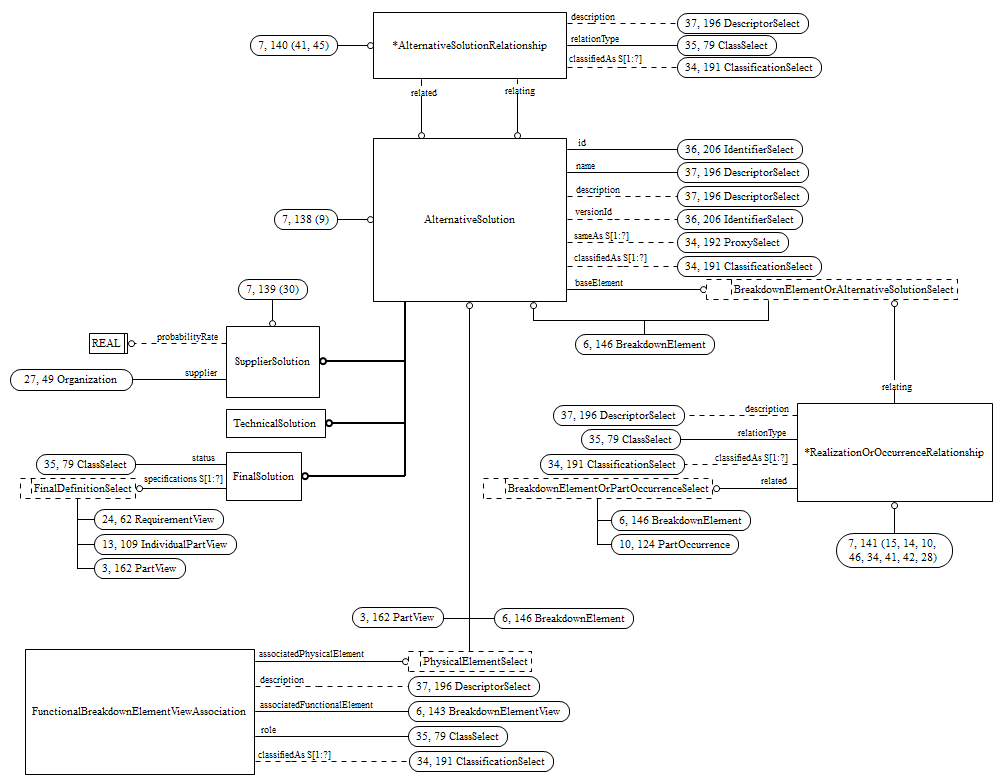 description
37, 196 DescriptorSelect
7, 140 (41, 45)
*AlternativeSolutionRelationship
relationType
35, 79 ClassSelect
classifiedAs S[1:?]
34, 191 ClassificationSelect
related
relating
id
36, 206 IdentifierSelect
name
37, 196 DescriptorSelect
description
37, 196 DescriptorSelect
7, 138 (9)
AlternativeSolution
versionId
36, 206 IdentifierSelect
sameAs S[1:?]
34, 192 ProxySelect
classifiedAs S[1:?]
34, 191 ClassificationSelect
baseElement
BreakdownElementOrAlternativeSolutionSelect
7, 139 (30)
REAL
probabilityRate
6, 146 BreakdownElement
SupplierSolution
27, 49 Organization
supplier
relating
TechnicalSolution
37, 196 DescriptorSelect
description
35, 79 ClassSelect
relationType
*RealizationOrOccurrenceRelationship
35, 79 ClassSelect
status
34, 191 ClassificationSelect
classifiedAs S[1:?]
FinalSolution
FinalDefinitionSelect
specifications S[1:?]
BreakdownElementOrPartOccurrenceSelect
related
24, 62 RequirementView
6, 146 BreakdownElement
13, 109 IndividualPartView
10, 124 PartOccurrence
7, 141 (15, 14, 10,
46, 34, 41, 42, 28)
3, 162 PartView
3, 162 PartView
6, 146 BreakdownElement
associatedPhysicalElement
PhysicalElementSelect
description
37, 196 DescriptorSelect
FunctionalBreakdownElementViewAssociation
associatedFunctionalElement
6, 143 BreakdownElementView
role
35, 79 ClassSelect
classifiedAs S[1:?]
34, 191 ClassificationSelect